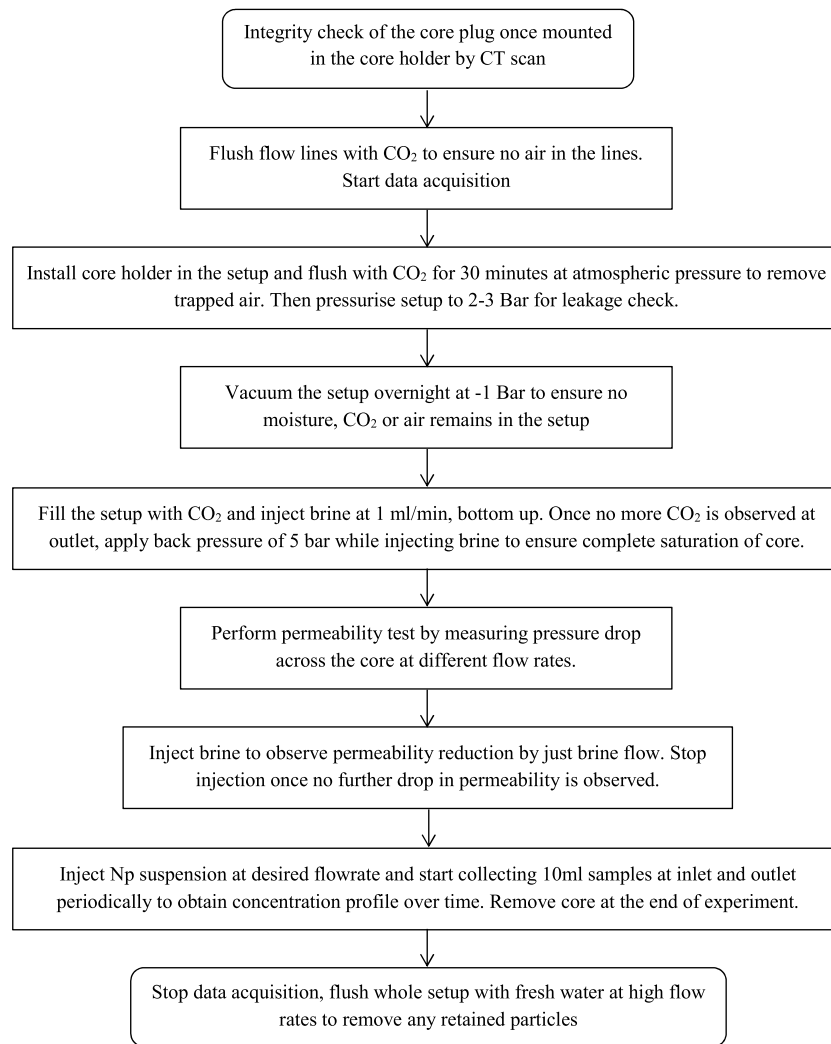 Integrity check of the core plug once mounted
in the core holder by CT scan
Flush flow lines with CO₂ to ensure no air in the lines.
Start data acquisition
Install core holder in the setup and flush with CO₂ for 30 minutes at atmospheric pressure to remove
trapped air. Then pressurise setup to 2-3 Bar for leakage check.
Vacuum the setup overnight at -1 Bar to ensure no
moisture, CO₂ or air remains in the setup
Fill the setup with CO₂ and inject brine at 1 ml/min, bottom up. Once no more CO₂ is observed at
outlet, apply back pressure of 5 bar while injecting brine to ensure complete saturation of core.
Perform permeability test by measuring pressure drop
across the core at different flow rates.
Inject brine to observe permeability reduction by just brine flow. Stop
injection once no further drop in permeability is observed.
Inject Np suspension at desired flowrate and start collecting 10ml samples at inlet and outlet
periodically to obtain concentration profile over time. Remove core at the end of experiment.
Stop data acquisition, flush whole setup with fresh water at high flow
rates to remove any retained particles